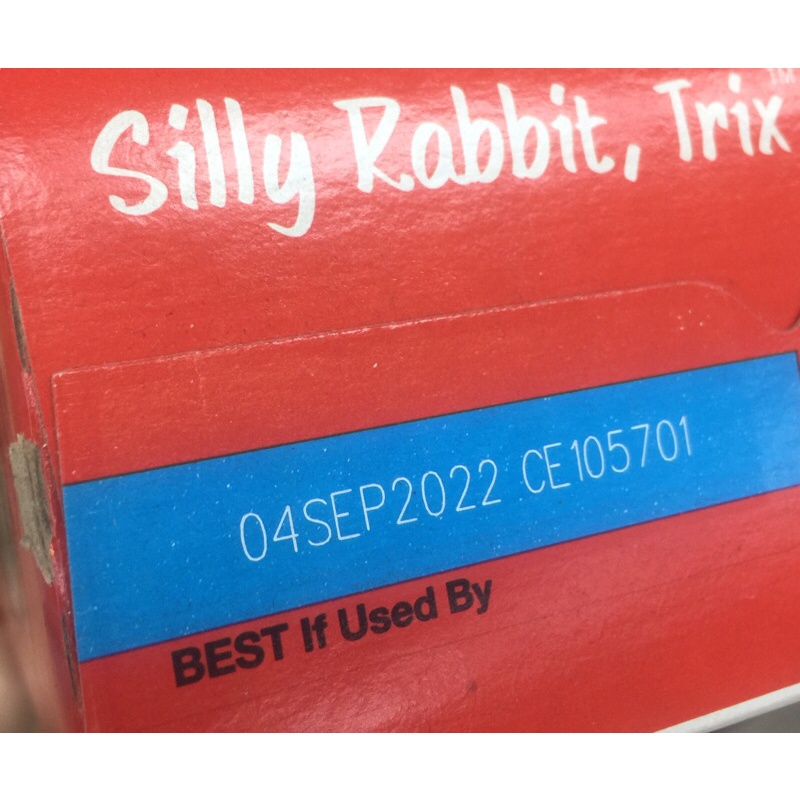 Silly Rabbit, Trix™
04SEP2022 CE105701
BEST If Used By